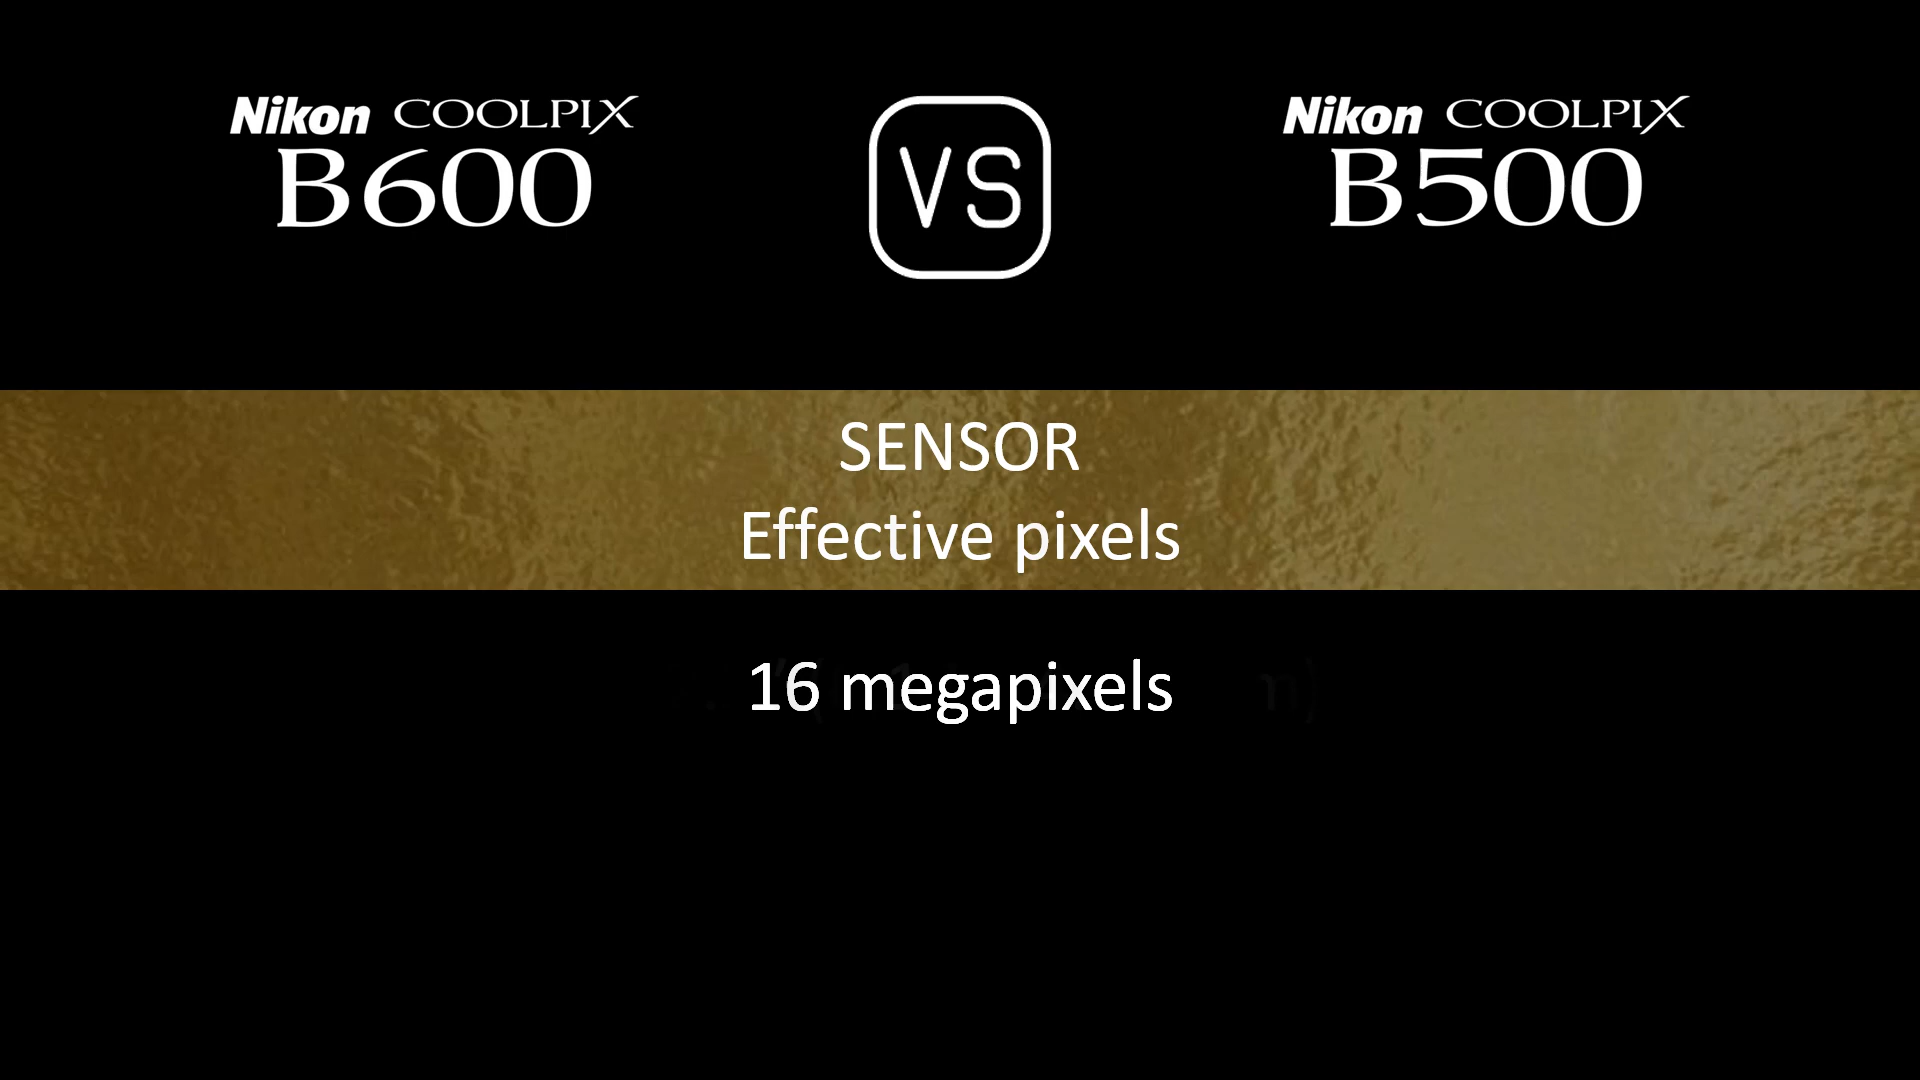 Nikon COOLPIX
B600
VS
Nikon COOLPIX
B500
SENSOR
Effective pixels
16 megapixels